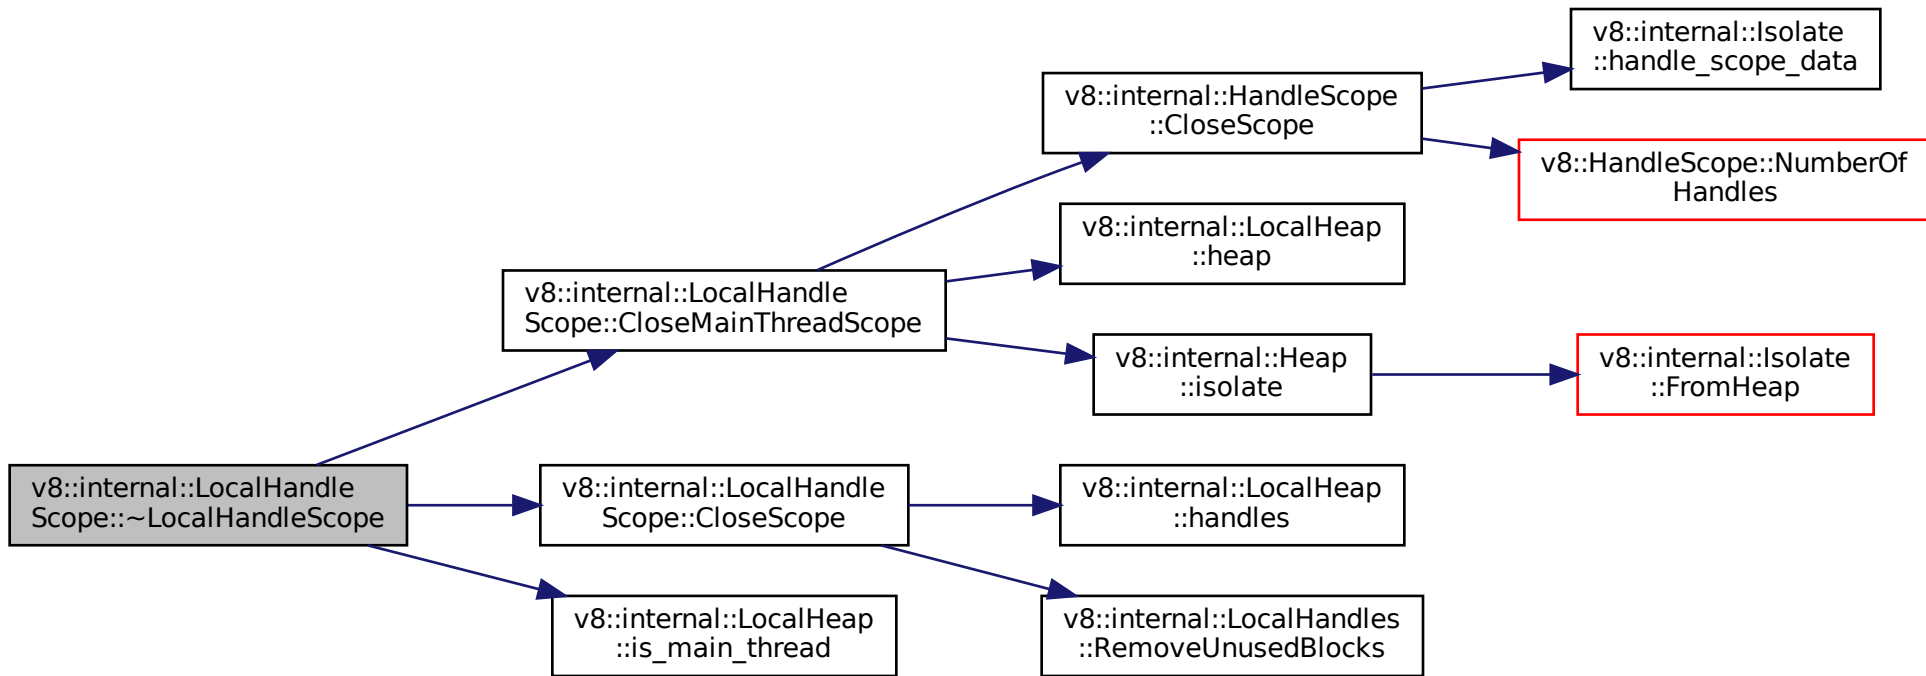 v8::internal::LocalHandle
Scope::~LocalHandleScope
v8::internal::LocalHandle
Scope::CloseMainThreadScope
v8::internal::HandleScope
::CloseScope
v8::internal::Isolate
::handle_scope_data
v8::HandleScope::NumberOf
Handles
v8::internal::LocalHeap
::heap
v8::internal::Heap
::isolate
v8::internal::Isolate
::FromHeap
v8::internal::LocalHandle
Scope::CloseScope
v8::internal::LocalHeap
::handles
v8::internal::LocalHandles
::RemoveUnusedBlocks
v8::internal::LocalHeap
::is_main_thread